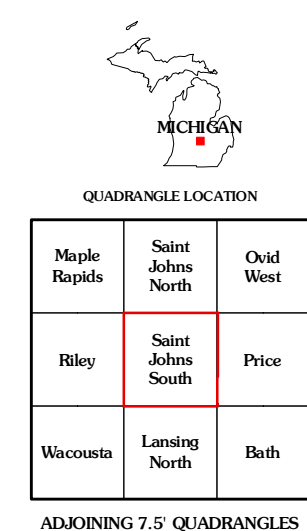 MICHIGAN
QUADRANGLE LOCATION
Maple
Rapids
Saint
Johns
North
Ovid
West
Riley
Saint
Johns
South
Price
Wacousta
Lansing
North
Bath
ADJOINING 7.5' QUADRANGLES